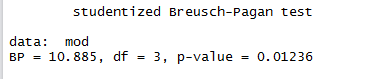 studentized Breusch-Pagan test
data:  mod
BP = 10.885, df = 3, p-value = 0.01236